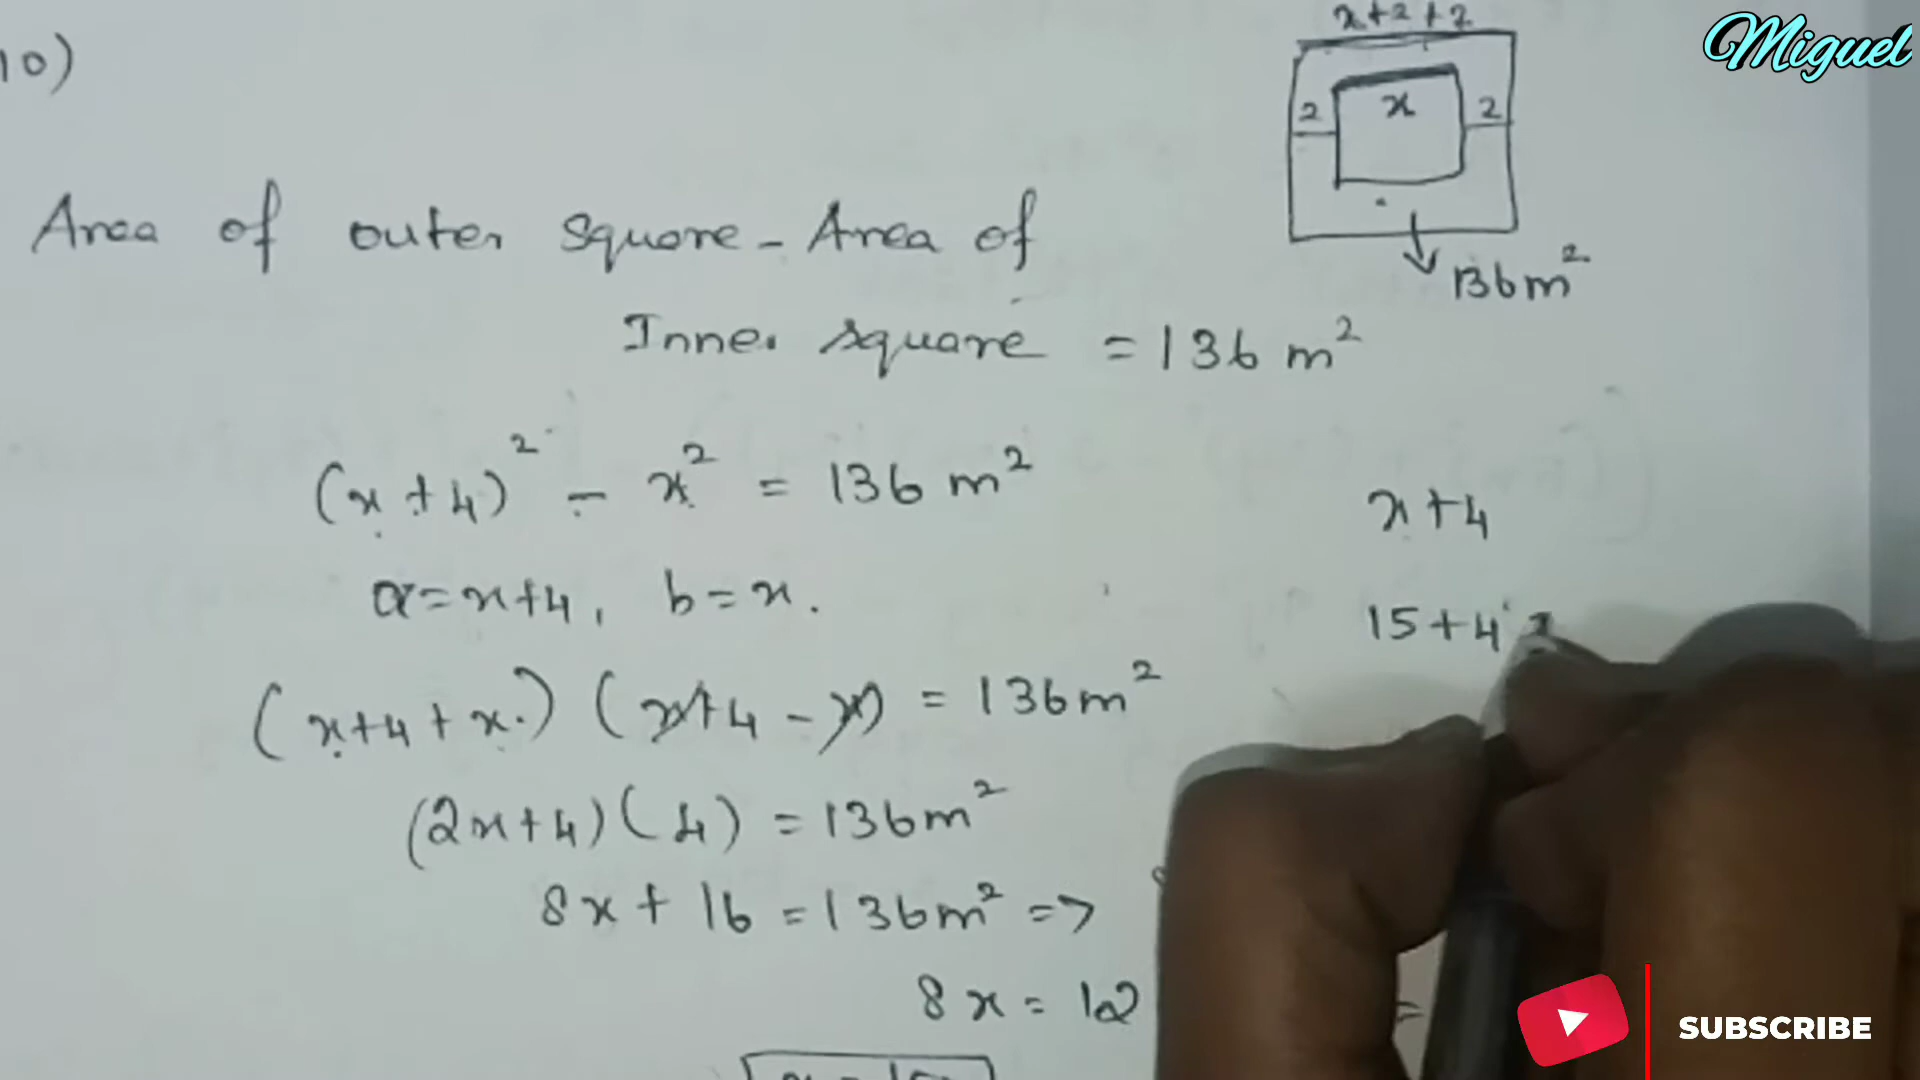 10)
x+2+2
Miguel
2 x 2
136m²
Area of outer square - Area of
Inner square = 136 m²
(x+4)² - x² = 136 m²
a=x+4, b=x.
(x+4+x.) (x+4-x) = 136m²
(2x+4)(4) = 136m²
8x+16 = 136m² =>
8x = 12
x+4
15+4
SUBSCRIBE